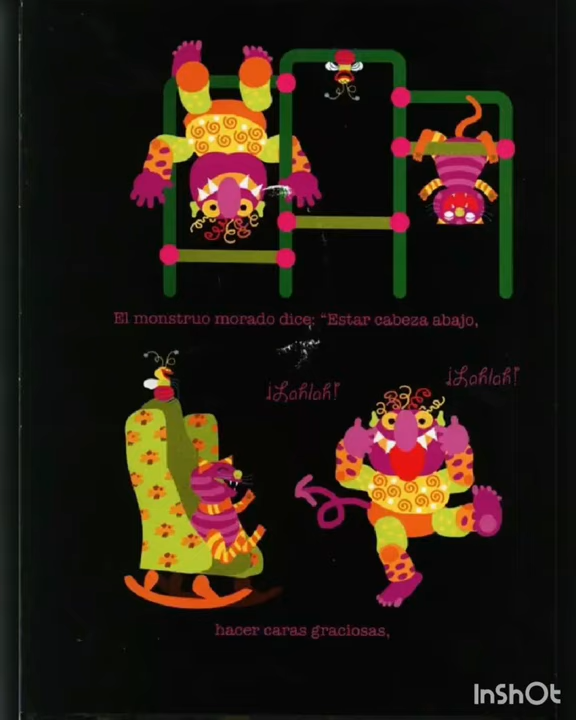 El monstruo morado dice: "Estar cabeza abajo,
¡Lahlah!
¡Lahlah!
hacer caras graciosas,
InShOt